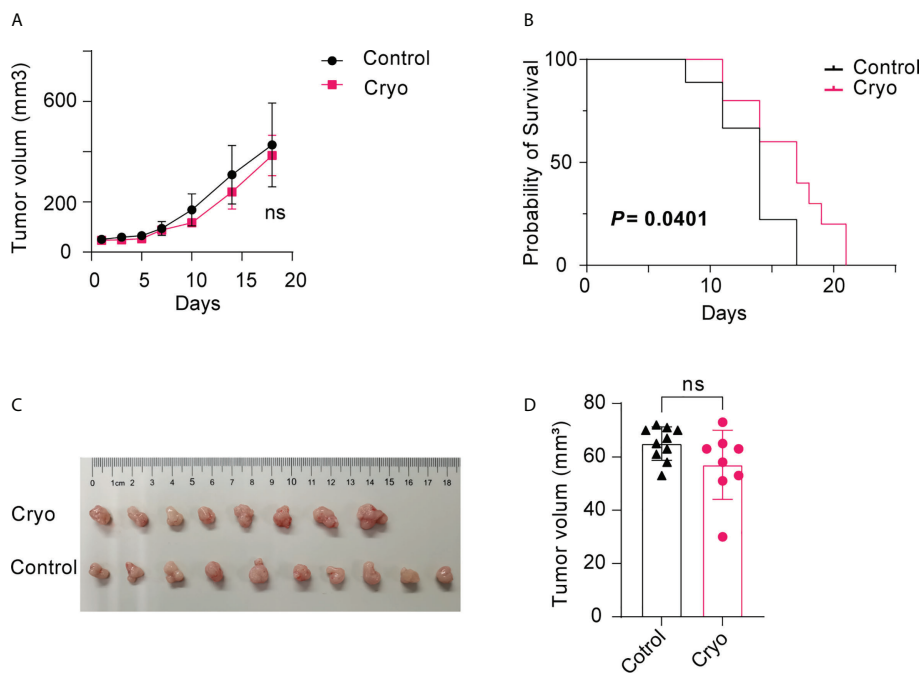 A
Tumor volum (mm3)
600
400
200
0
0 5 10 15 20
Days
ns
Control
Cryo
B
Probability of Survival
100
50
0
0 10 20
Days
P = 0.0401
Control
Cryo
C
0 1cm 2 3 4 5 6 7 8 9 10 11 12 13 14 15 16 17 18
Cryo
Control
D
Tumor volum (mm³)
80
60
40
20
0
ns
Cotrol
Cryo